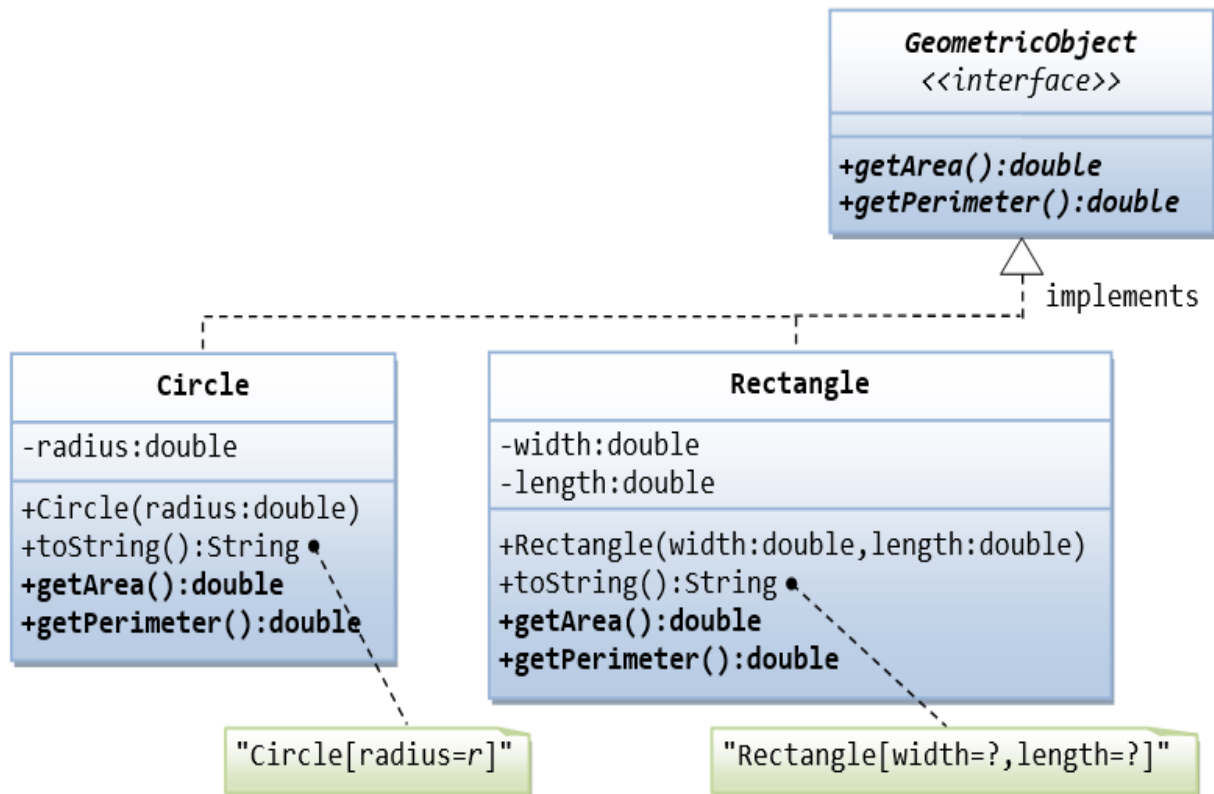 GeometricObject
<<interface>>
+getArea():double
+getPerimeter():double
implements
Circle
-radius:double
+Circle(radius:double)
+toString():String
+getArea():double
+getPerimeter():double
"Circle[radius=r]"
Rectangle
-width:double
-length:double
+Rectangle(width:double,length:double)
+toString():String
+getArea():double
+getPerimeter():double
"Rectangle[width=?,length=?]"